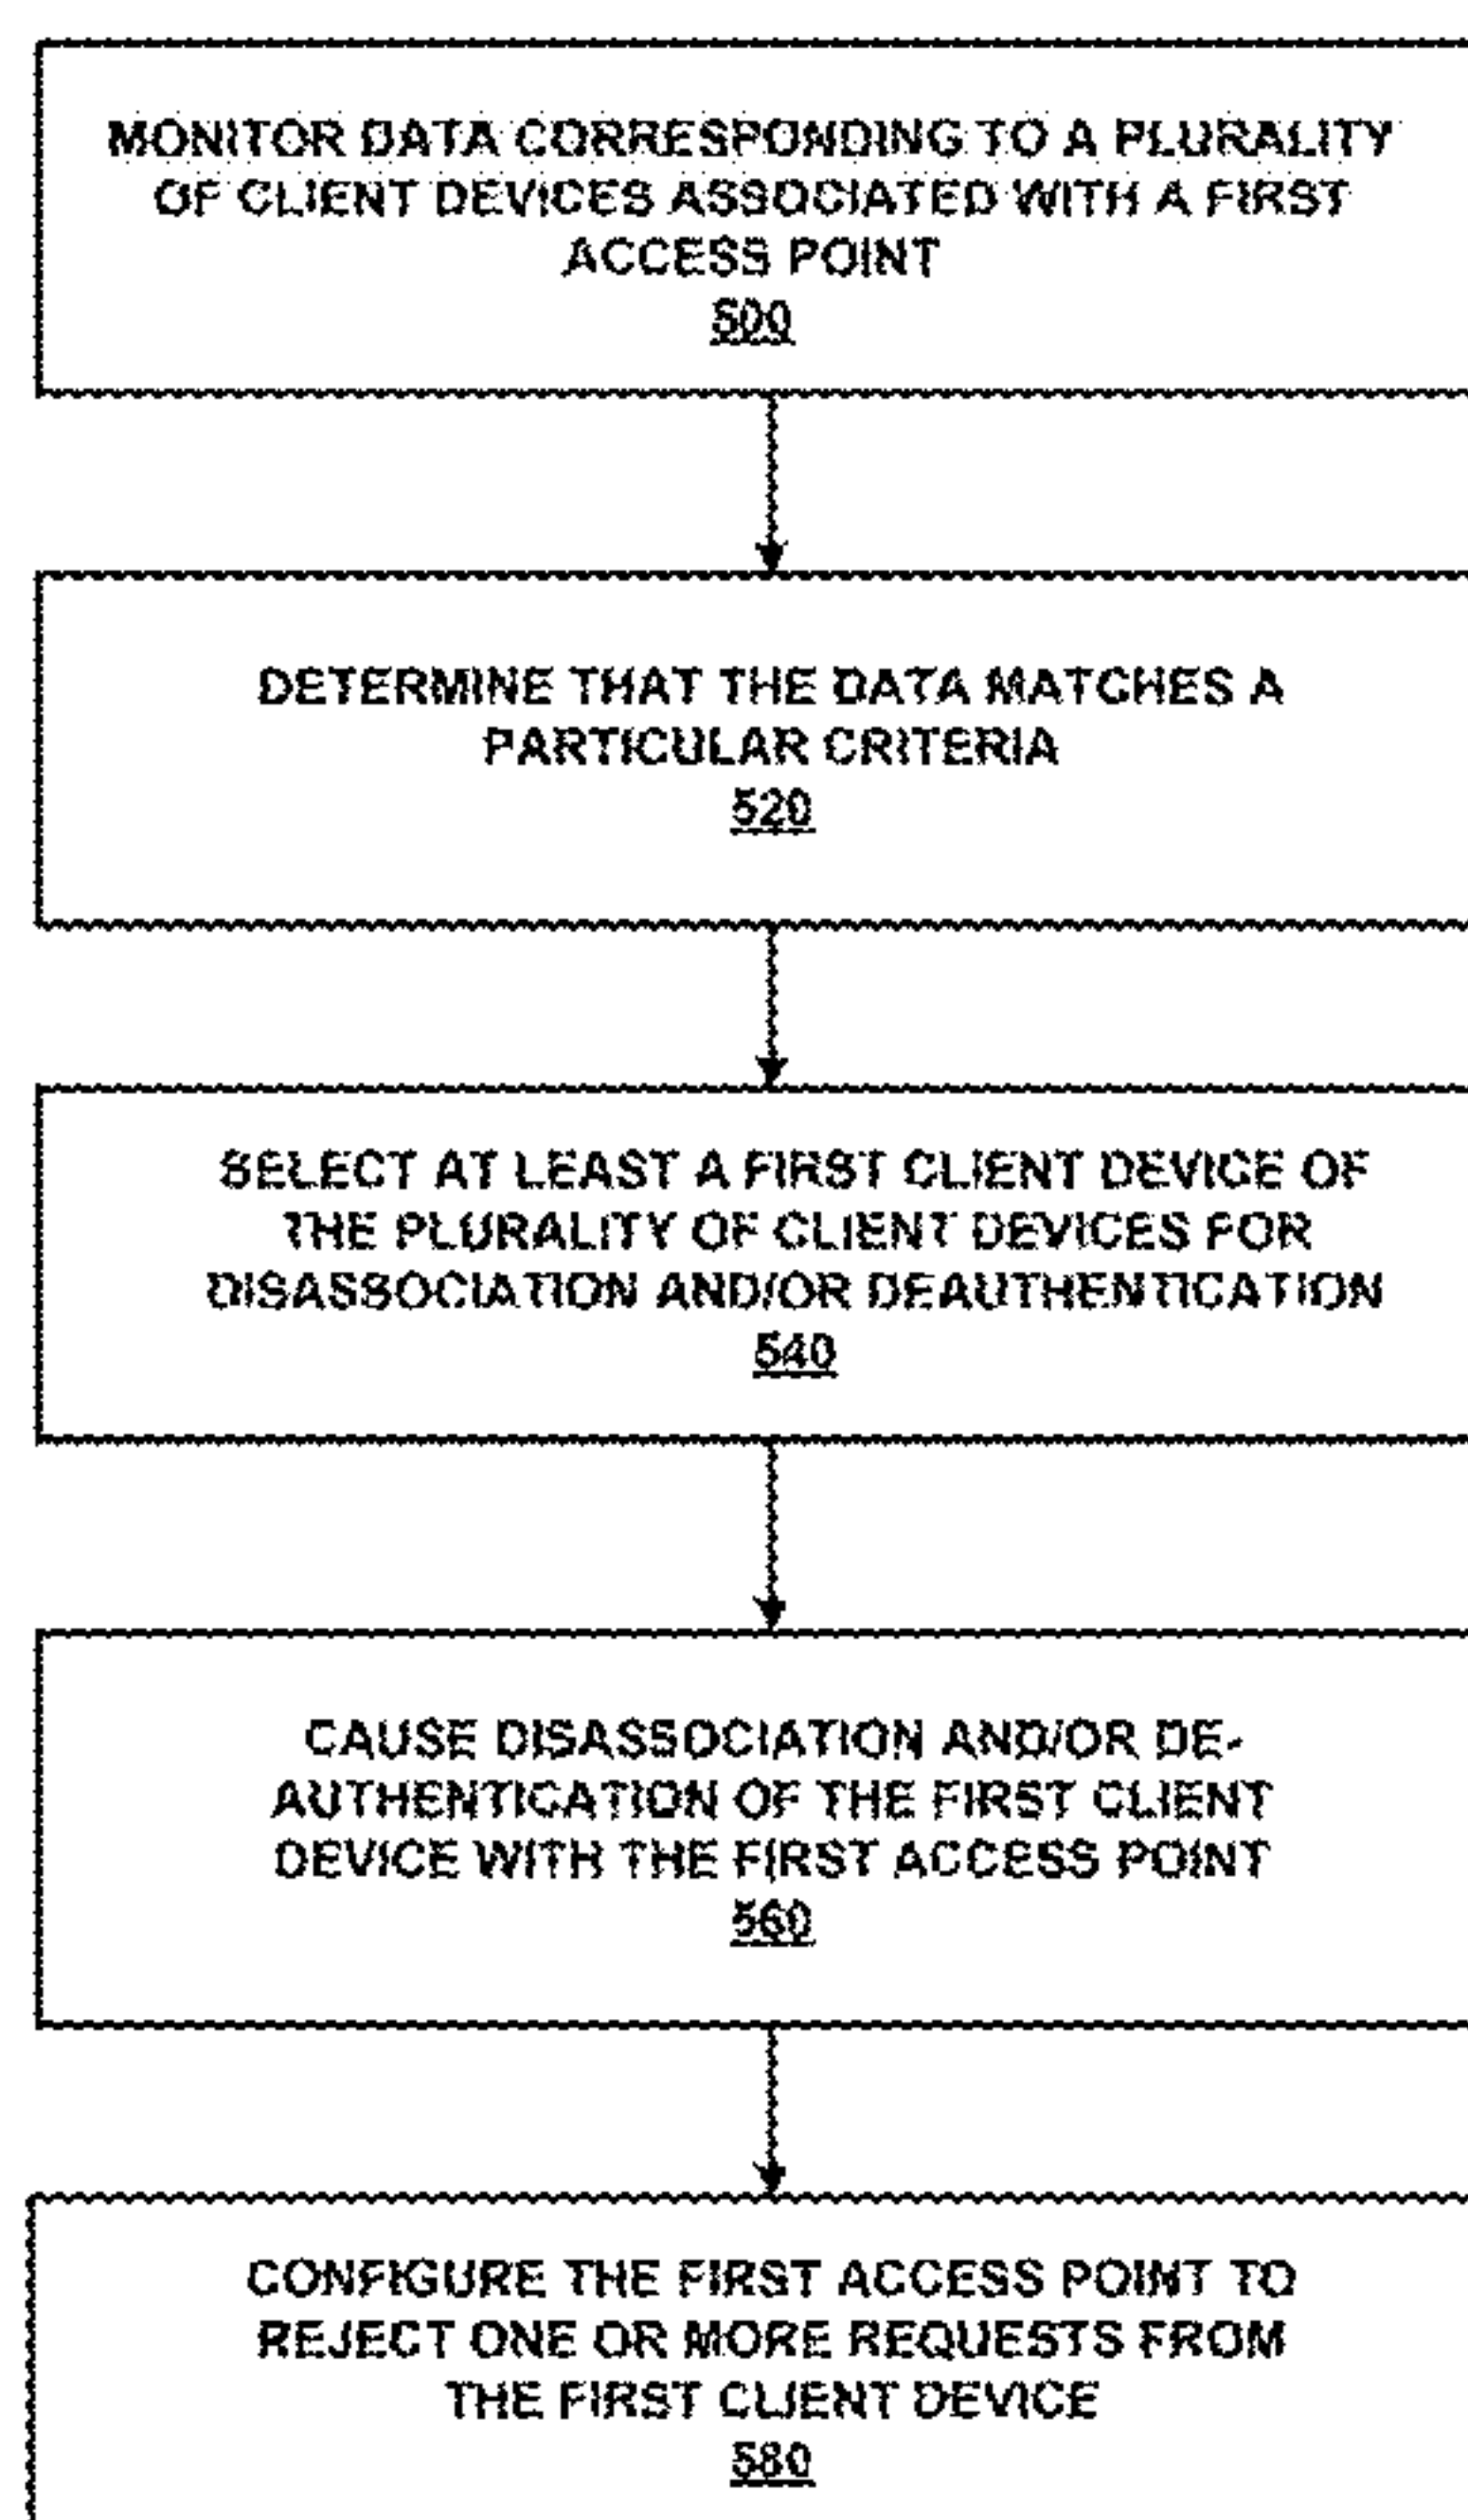 MONITOR DATA CORRESPONDING TO A PLURALITY
OF CLIENT DEVICES ASSOCIATED WITH A FIRST
ACCESS POINT
500
DETERMINE THAT THE DATA MATCHES A
PARTICULAR CRITERIA
520
SELECT AT LEAST A FIRST CLIENT DEVICE OF
THE PLURALITY OF CLIENT DEVICES FOR
DISASSOCIATION AND/OR DEAUTHENTICATION
540
CAUSE DISASSOCIATION AND/OR DE-
AUTHENTICATION OF THE FIRST CLIENT
DEVICE WITH THE FIRST ACCESS POINT
560
CONFIGURE THE FIRST ACCESS POINT TO
REJECT ONE OR MORE REQUESTS FROM
THE FIRST CLIENT DEVICE
580